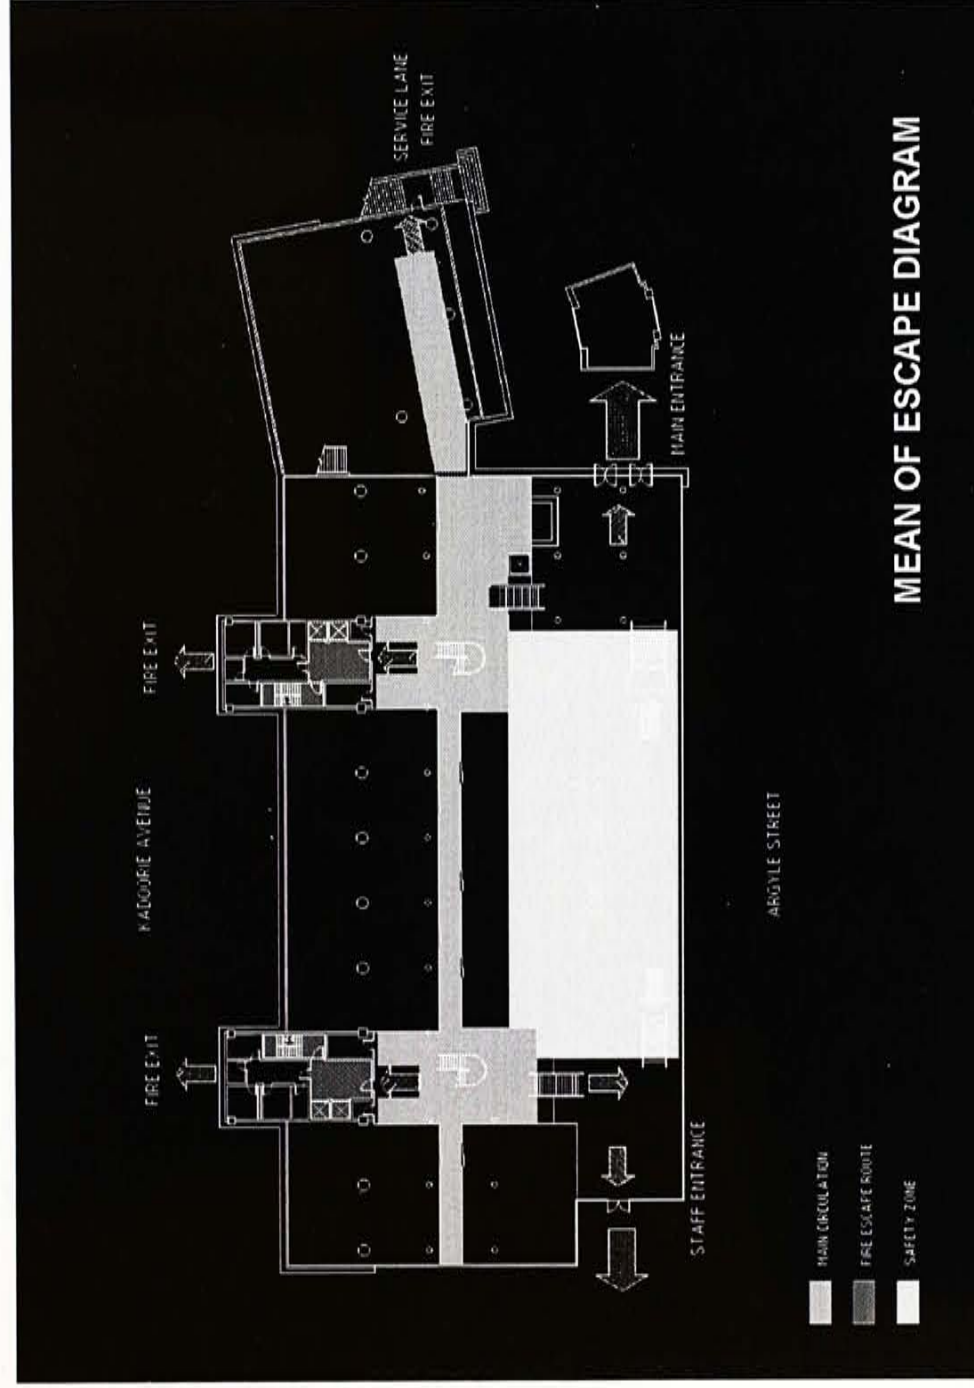 SERVICE LANE
FIRE EXIT
FIRE EXIT
KADOORIE AVENUE
FIRE EXIT
MAIN ENTRANCE
STAFF ENTRANCE
ARGYLE STREET
MAIN CIRCULATION
FIRE ESCAPE ROUTE
SAFETY ZONE
MEAN OF ESCAPE DIAGRAM